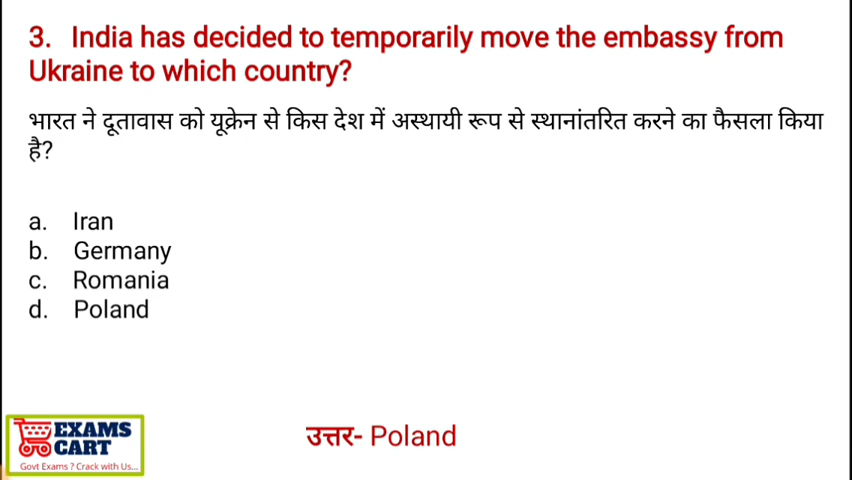 3. India has decided to temporarily move the embassy from
Ukraine to which country?
भारत ने दूतावास को यूक्रेन से किस देश में अस्थायी रूप से स्थानांतरित करने का फैसला किया
है?
a. Iran
b. Germany
c. Romania
d. Poland
उत्तर- Poland
EXAMS
CART
Govt Exams ? Crack with Us...